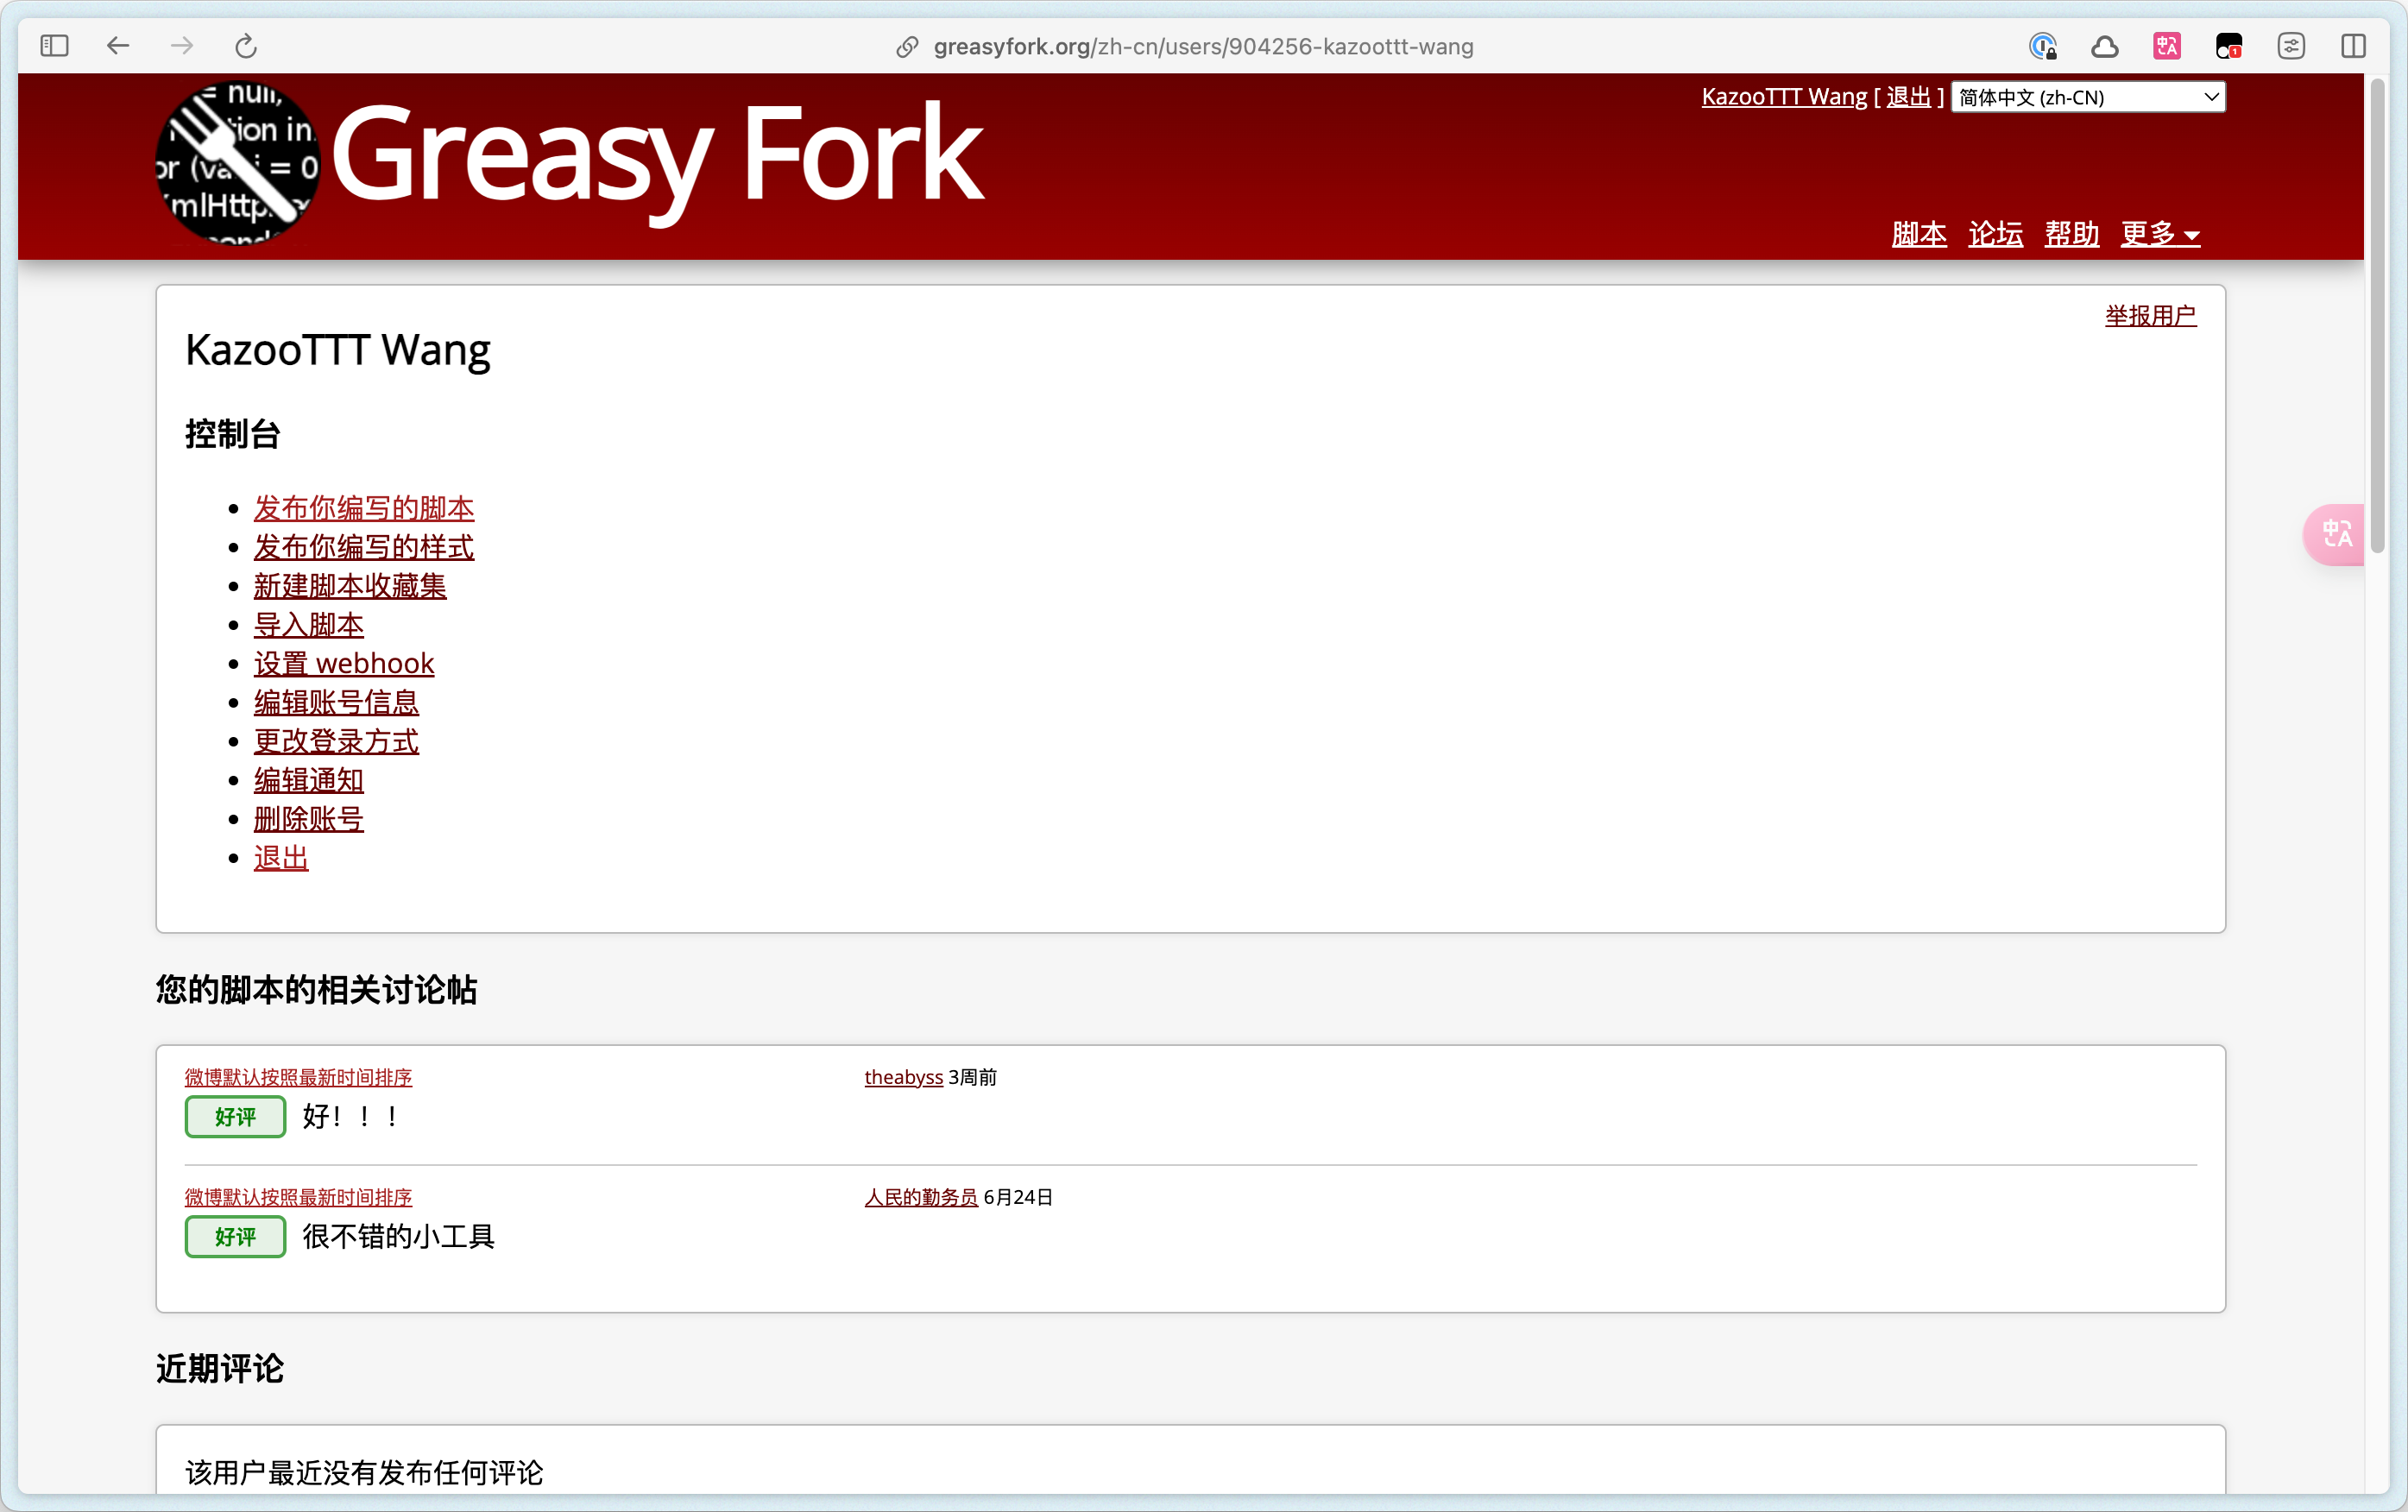 greasyfork.org/zh-cn/users/904256-kazoottt-wang
= null,
tion in
or (va i = 0
mlHttp
Greasy Fork
KazooTTT Wang [ 退出 ] 简体中文 (zh-CN)
脚本 论坛 帮助 更多
举报用户
KazooTTT Wang
控制台
发布你编写的脚本
发布你编写的样式
新建脚本收藏集
导入脚本
设置 webhook
编辑账号信息
更改登录方式
编辑通知
删除账号
退出
您的脚本的相关讨论帖
微博默认按照最新时间排序 theabyss 3周前
好评 好！！！
微博默认按照最新时间排序 人民的勤务员 6月24日
好评 很不错的小工具
近期评论
该用户最近没有发布任何评论